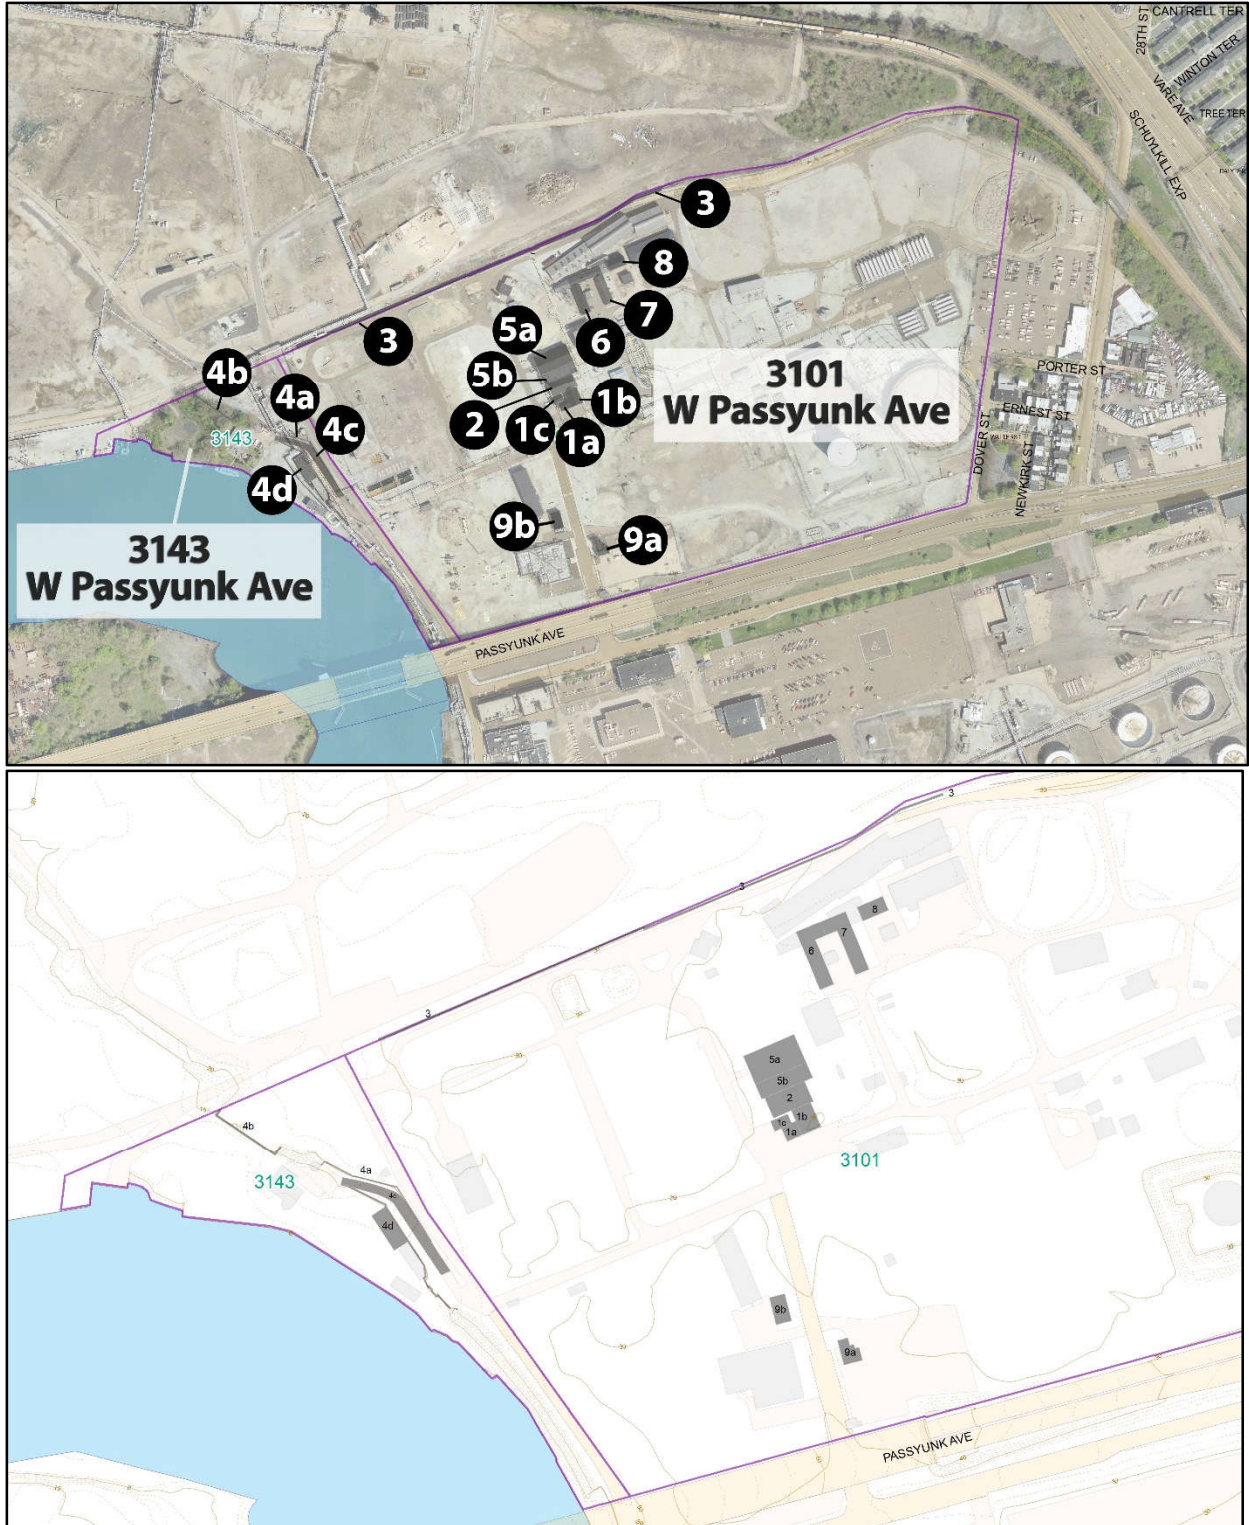 28TH ST
CANTRELL TER
WINTON TER
VARE AVE
TREE TER
SCHUYLKILL EXP
3
8
7
3
5a
6
4b
5b
3101
W Passyunk Ave
PORTER ST
4a
2
1c
1a
1b
4c
ERNEST ST
3143
DOVER ST
NEWKIRK ST
4d
9b
9a
3143
W Passyunk Ave
PASSYUNK AVE
3
3
8
7
6
3
5a
5b
2
4b
1c
1b
1a
3101
4a
3143
4d
9b
9a
PASSYUNK AVE